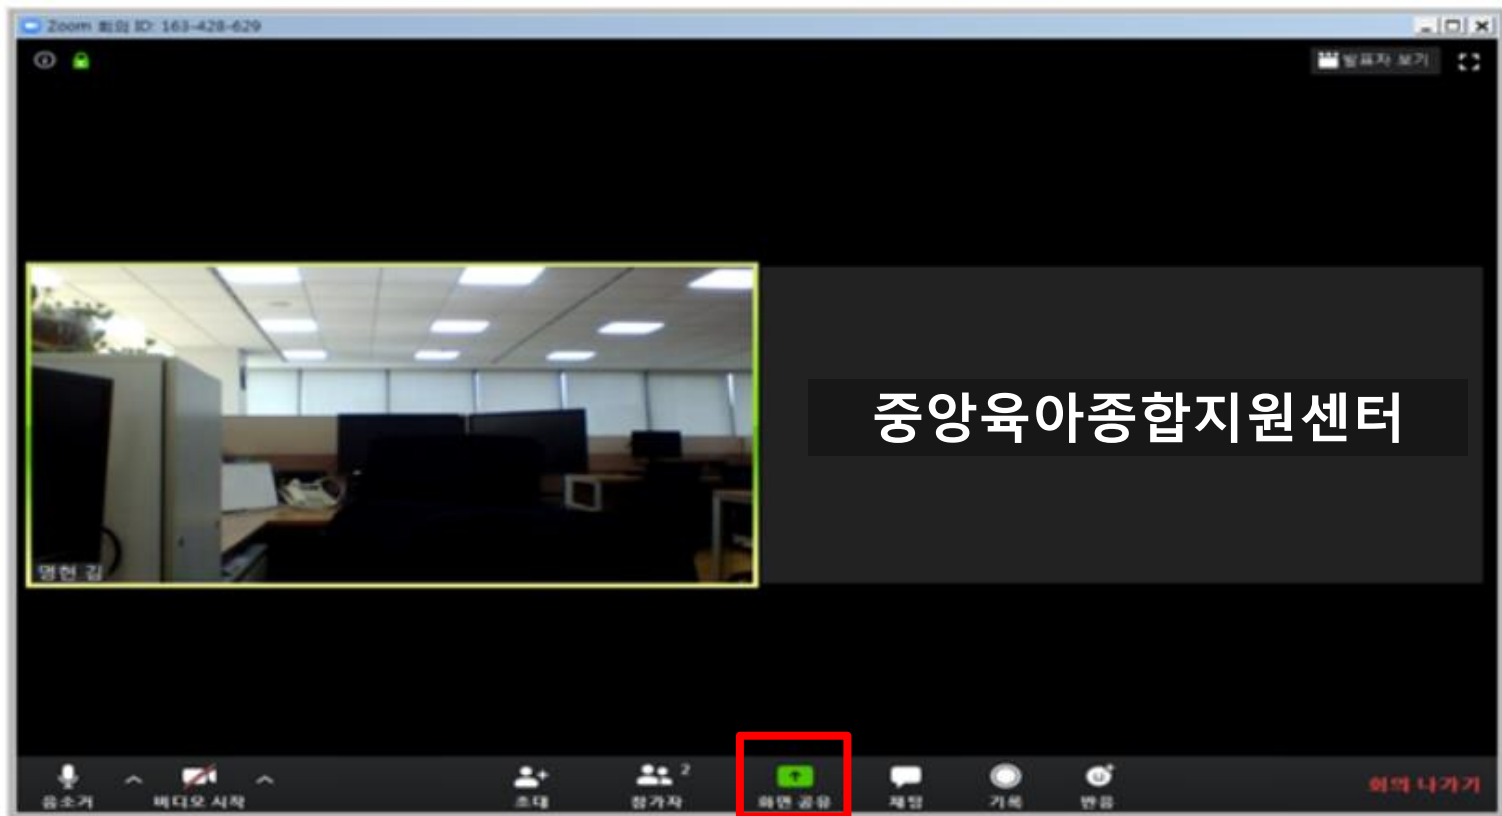 Zoom 회의 ID: 163-428-629
발표자 보기
중앙육아종합지원센터
명현 김
음소거
비디오 시작
초대
참가자
2
화면 공유
채팅
기록
반응
회의 나가기